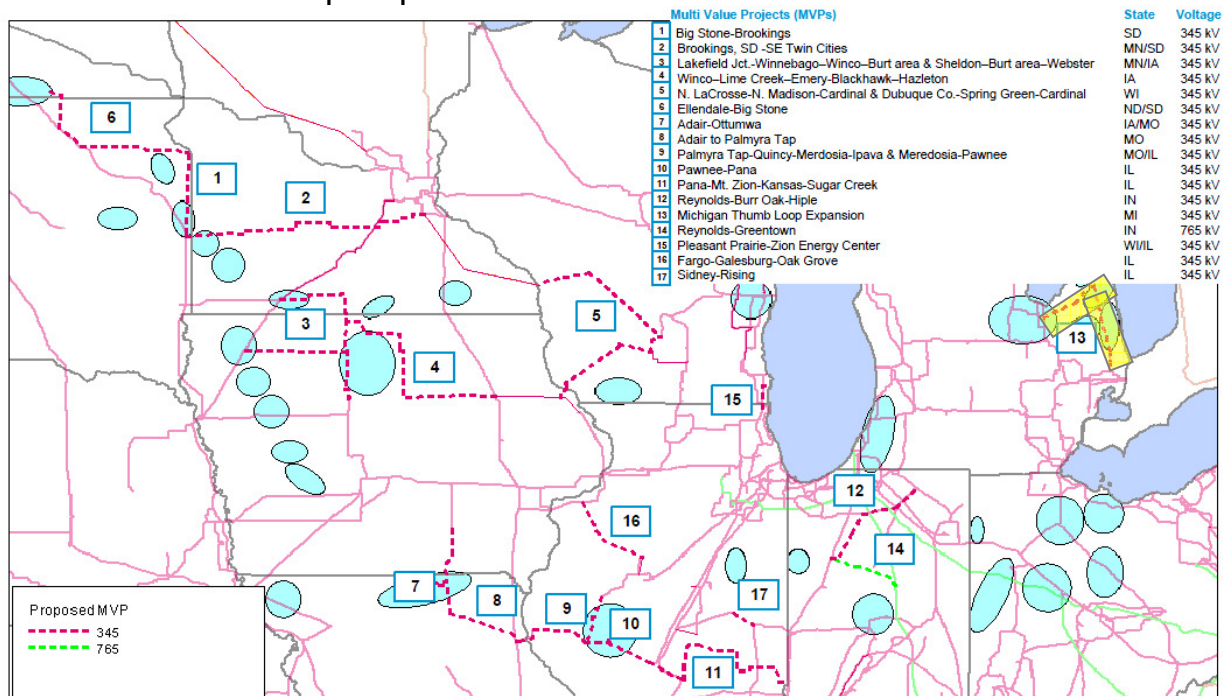 Multi Value Projects (MVPs) State Voltage
1 Big Stone-Brookings SD 345 kV
2 Brookings, SD -SE Twin Cities MN/SD 345 kV
3 Lakefield Jct.-Winnebago–Winco–Burt area & Sheldon–Burt area–Webster MN/IA 345 kV
4 Winco–Lime Creek–Emery-Blackhawk–Hazleton IA 345 kV
5 N. LaCrosse-N. Madison-Cardinal & Dubuque Co.-Spring Green-Cardinal WI 345 kV
6 Ellendale-Big Stone ND/SD 345 kV
7 Adair-Ottumwa IA/MO 345 kV
8 Adair to Palmyra Tap MO 345 kV
9 Palmyra Tap-Quincy-Merdosia-Ipava & Meredosia-Pawnee MO/IL 345 kV
10 Pawnee-Pana IL 345 kV
11 Pana-Mt. Zion-Kansas-Sugar Creek IL 345 kV
12 Reynolds-Burr Oak-Hiple IN 345 kV
13 Michigan Thumb Loop Expansion MI 345 kV
14 Reynolds-Greentown IN 765 kV
15 Pleasant Prairie-Zion Energy Center WI/IL 345 kV
16 Fargo-Galesburg-Oak Grove IL 345 kV
17 Sidney-Rising IL 345 kV
6
1
2
3
5
13
4
15
12
16
14
7
8
9
10
17
11
Proposed MVP
345
765